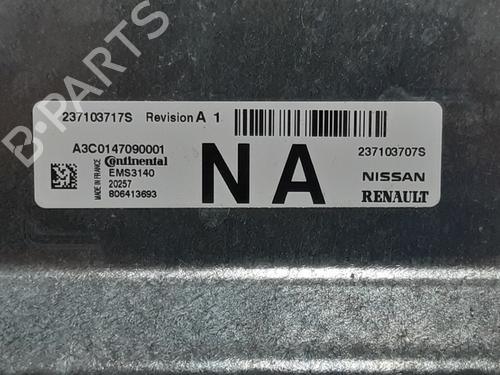 237103717S Revision A 1
A3C0147090001
Continental
EMS3140
20257
806413693
MADE IN FRANCE
NA
237103707S
NISSAN
RENAULT
B-PARTS